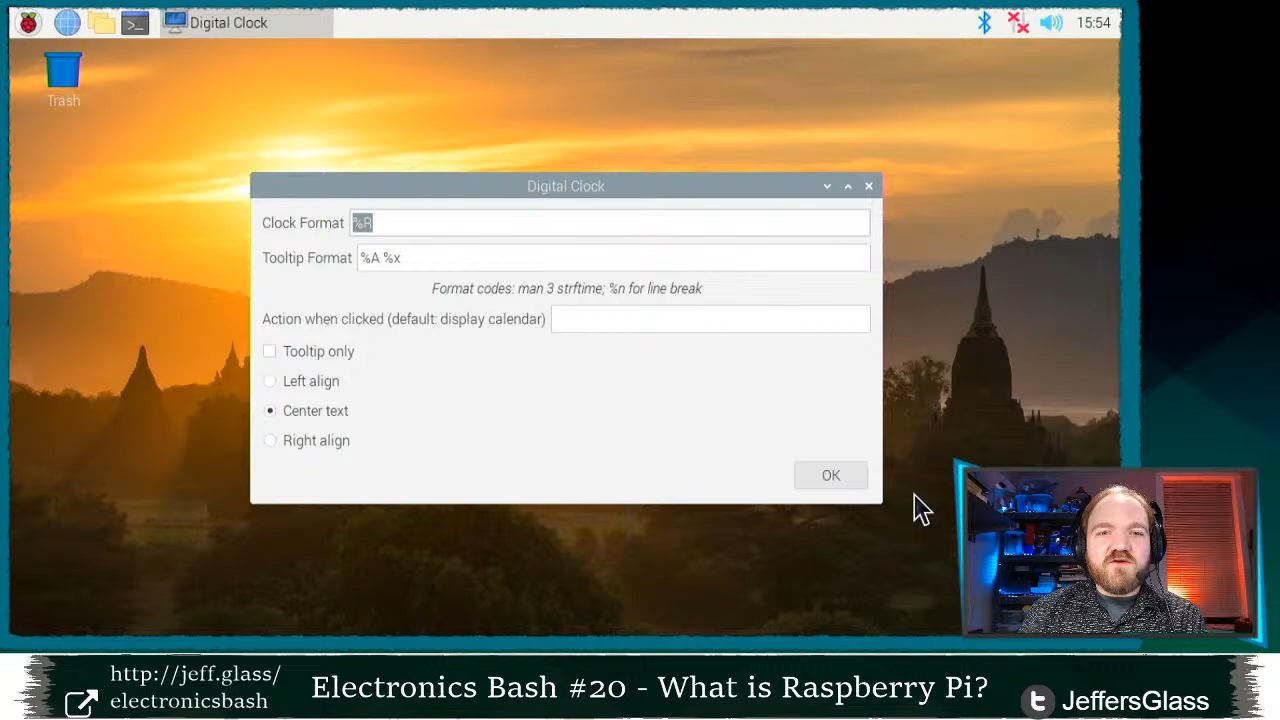 Digital Clock
15:54
Trash
Digital Clock
Clock Format %R
Tooltip Format %A %x
Format codes: man 3 strftime; %n for line break
Action when clicked (default: display calendar)
Tooltip only
Left align
Center text
Right align
OK
http://jeff.glass/
electronicsbash
Electronics Bash #20 - What is Raspberry Pi?
JeffersGlass